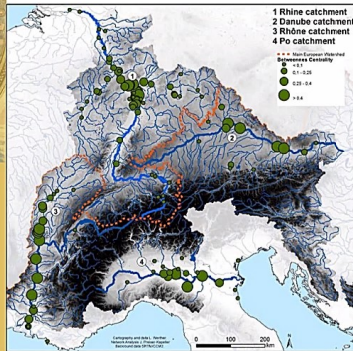 1 Rhine catchment
2 Danube catchment
3 Rhône catchment
4 Po catchment
Main European Watershed
Betweenness Centrality
< 0,1
0,1 - 0,25
0,25 - 0,4
> 0,4
1
2
3
4
0 100 200
km
N